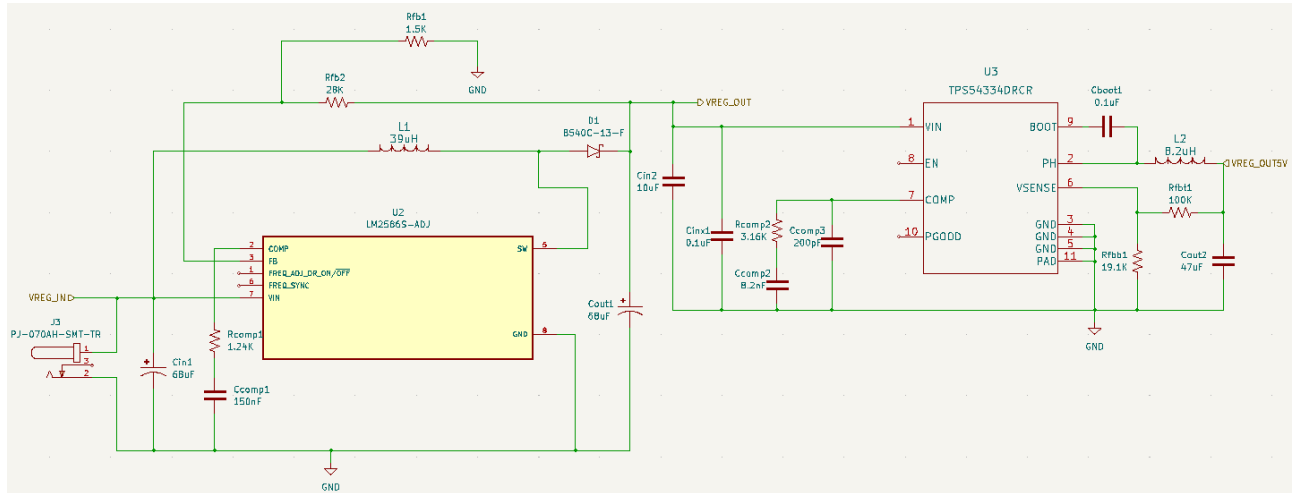 Rfb1
1.5K
GND
Rfb2
28K
VREG_OUT
L1
39uH
D1
B540C-13-F
U2
LM2586S-ADJ
2
COMP
3
FB
1
FREQ_ADJ_OR_ON/OFF
6
FREQ_SYNC
7
VIN
SW
5
GND
8
VREG_IN
J3
PJ-070AH-SMT-TR
1
3
2
Cin1
68uF
Rcomp1
1.24K
Ccomp1
150nF
Cout1
68uF
GND
Cin2
10uF
Cinx1
0.1uF
Rcomp2
3.16K
Ccomp3
200pF
Ccomp2
8.2nF
U3
TPS54334DRCR
1
VIN
8
EN
7
COMP
10
PGOOD
BOOT
9
PH
2
VSENSE
6
GND
3
GND
4
GND
5
PAD
11
Cboot1
0.1uF
L2
8.2uH
VREG_OUT5V
Rfbt1
100K
Rfbb1
19.1K
Cout2
47uF
GND